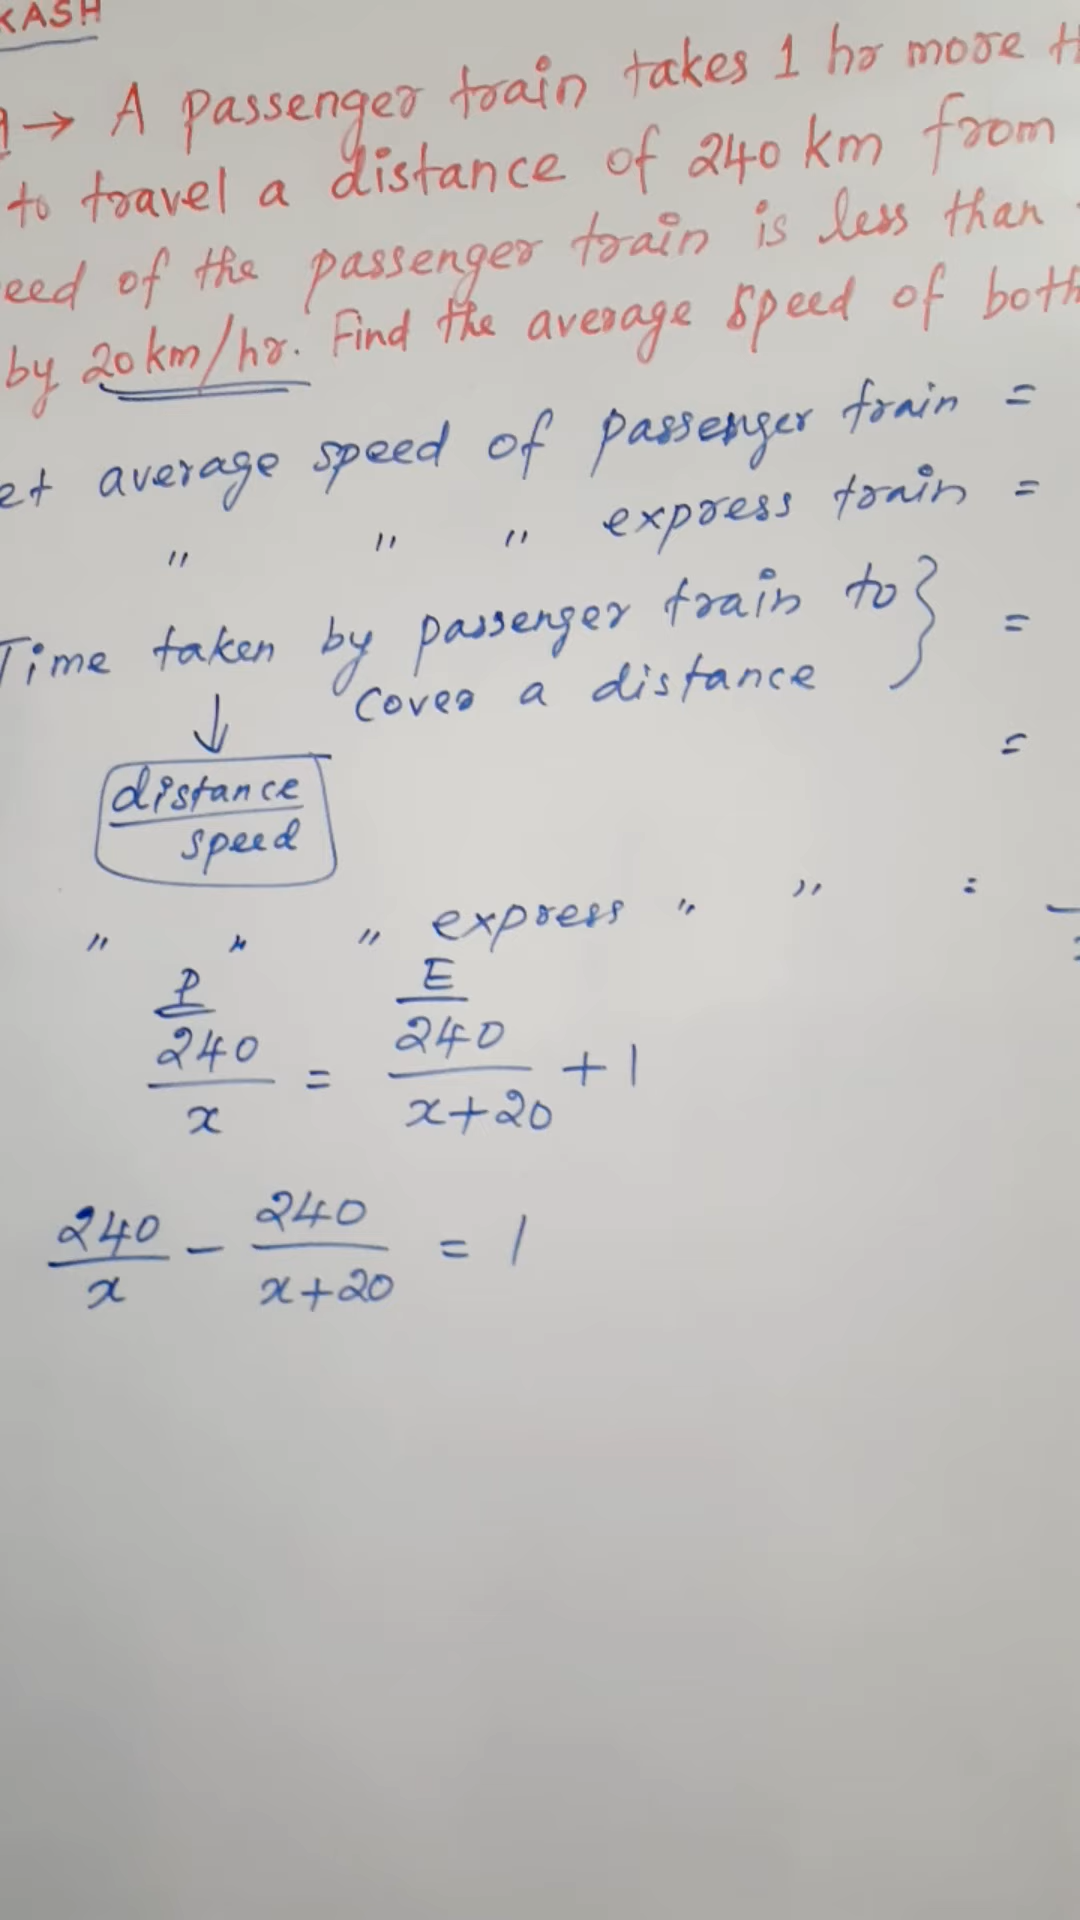 KASH
→ A passenger train takes 1 hr more
to travel a distance of 240 km from
eed of the passenger train is less than
by 20 km/hr. Find the average speed of both
et average speed of passenger train =
" " " express train =
Time taken by passenger train to } =
cover a distance
↓ =
distance
speed
" " " express " " =
P E
240/x = 240/x+20 + 1
240/x - 240/x+20 = 1